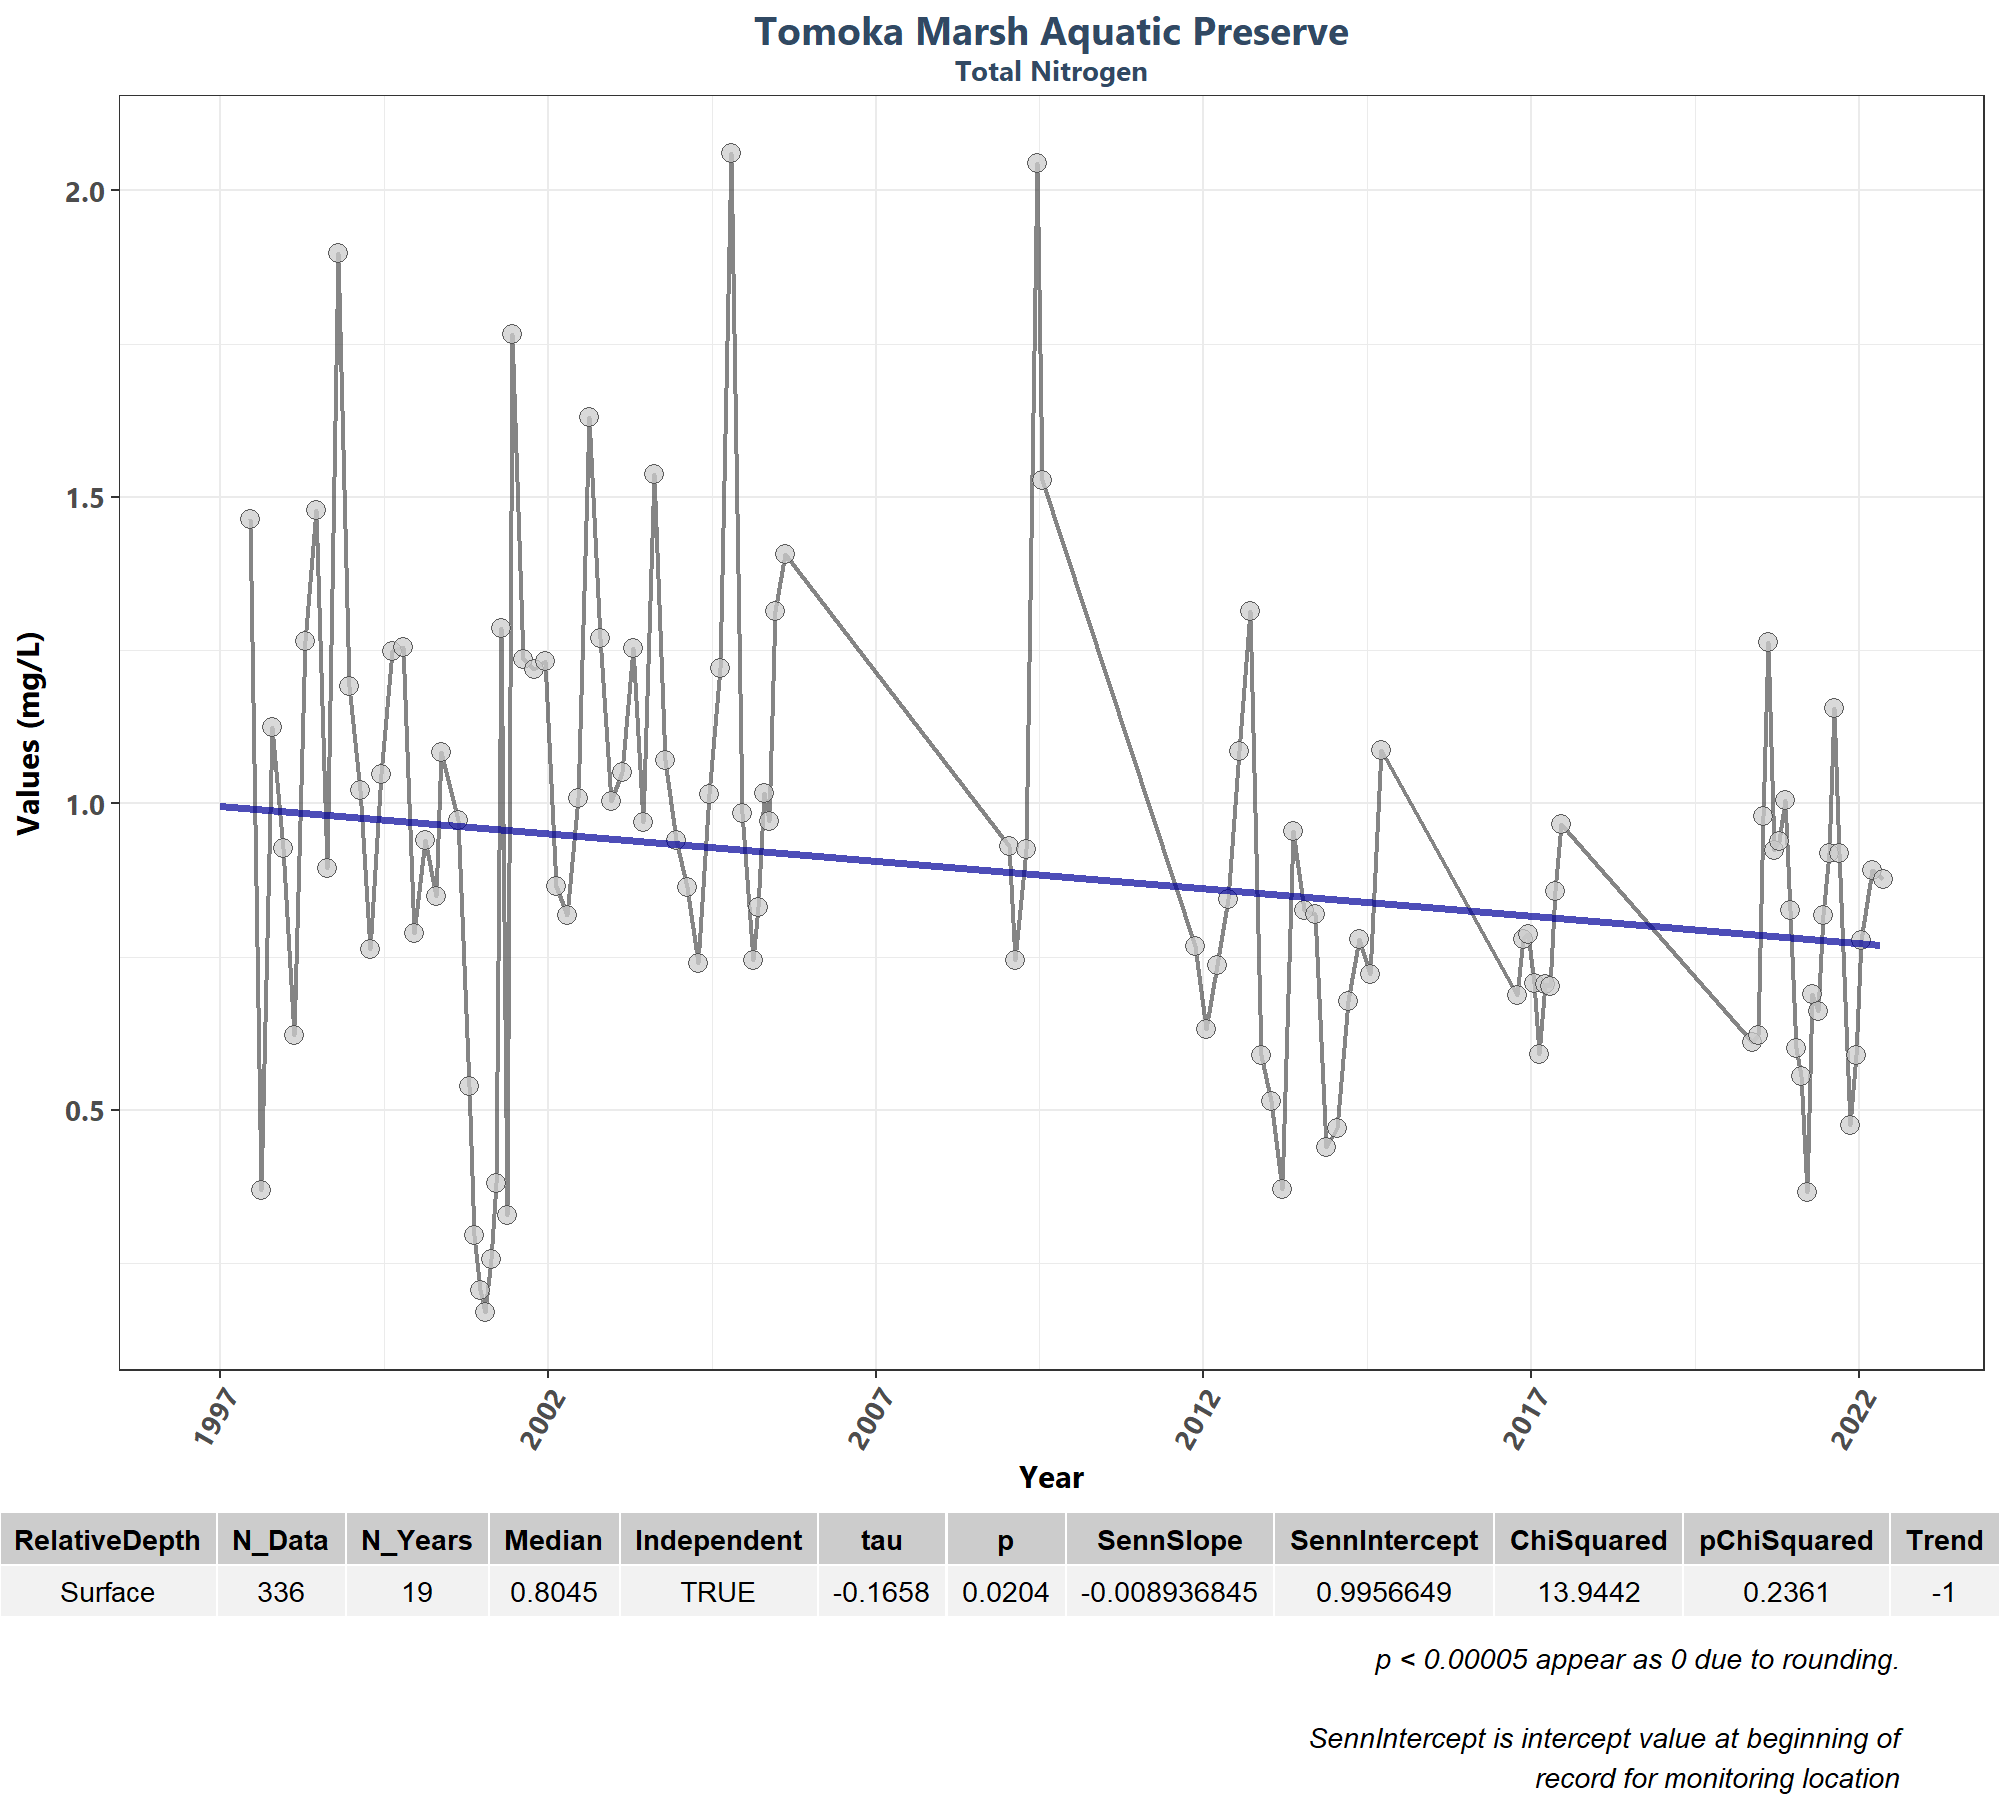 Tomoka Marsh Aquatic Preserve
Total Nitrogen
Values (mg/L)
2.0
1.5
1.0
0.5
1997 2002 2007 2012 2017 2022
Year
RelativeDepth N_Data N_Years Median Independent tau p SennSlope SennIntercept ChiSquared pChiSquared Trend
Surface 336 19 0.8045 TRUE -0.1658 0.0204 -0.008936845 0.9956649 13.9442 0.2361 -1
p < 0.00005 appear as 0 due to rounding.
SennIntercept is intercept value at beginning of
record for monitoring location